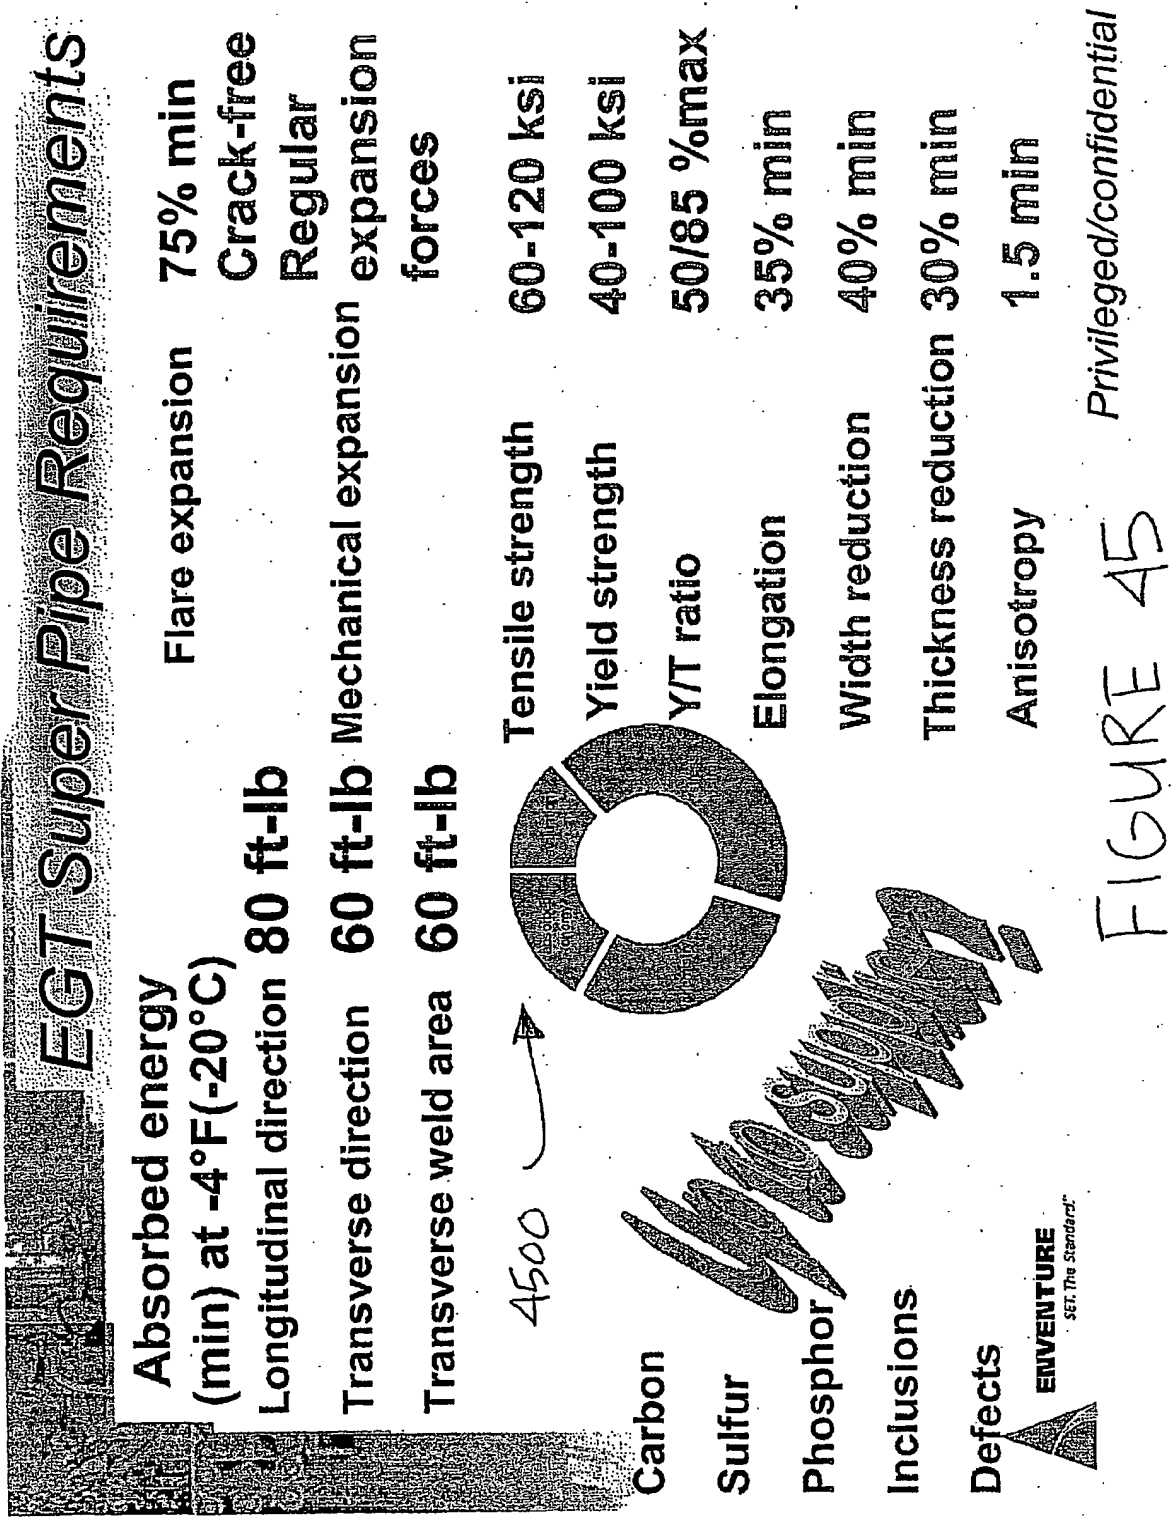 EGT Super Pipe Requirements
Absorbed energy
(min) at -4°F(-20°C)
Longitudinal direction 80 ft-lb
Transverse direction 60 ft-lb
Transverse weld area 60 ft-lb
Flare expansion 75% min
Crack-free
Mechanical expansion Regular
expansion
forces
4500
Tensile strength 60-120 ksi
Yield strength 40-100 ksi
Y/T ratio 50/85 %max
Elongation 35% min
Width reduction 40% min
Thickness reduction 30% min
Anisotropy 1.5 min
Carbon
Sulfur
Phosphor
Inclusions
Defects
ENVENTURE
SET. The Standard.™
Privileged/confidential
FIGURE 45